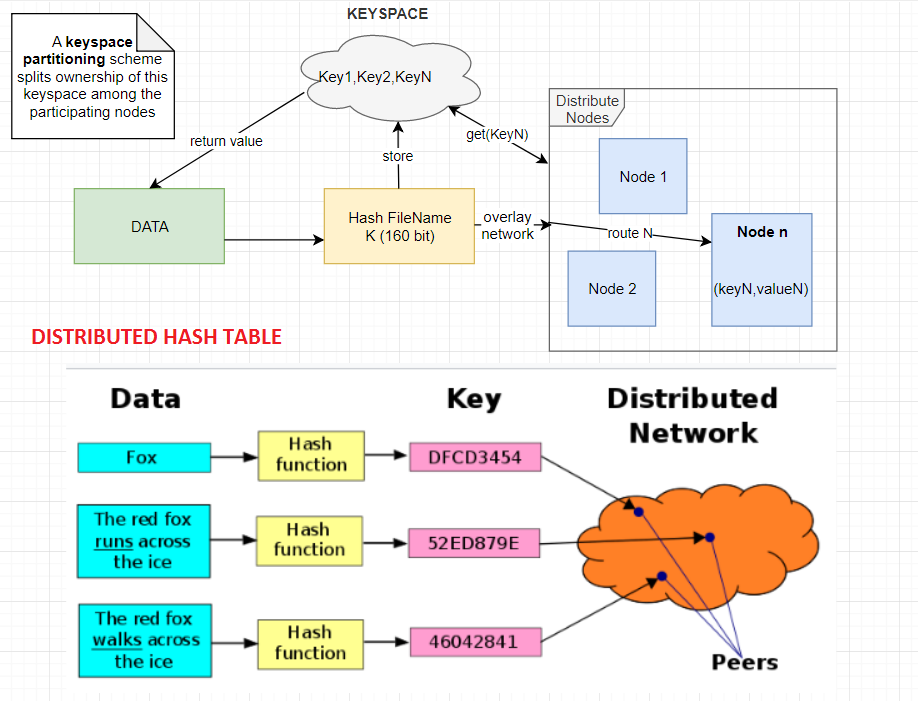 KEYSPACE
A keyspace
partitioning scheme
splits ownership of this
keyspace among the
participating nodes
Key1,Key2,KeyN
Distribute
Nodes
return value
store
get(KeyN)
Node 1
DATA
Hash FileName
K (160 bit)
overlay
network
route N
Node n
(keyN,valueN)
Node 2
DISTRIBUTED HASH TABLE
Data
Key
Distributed
Network
Fox
Hash
function
DFCD3454
The red fox
runs across
the ice
Hash
function
52ED879E
The red fox
walks across
the ice
Hash
function
46042841
Peers